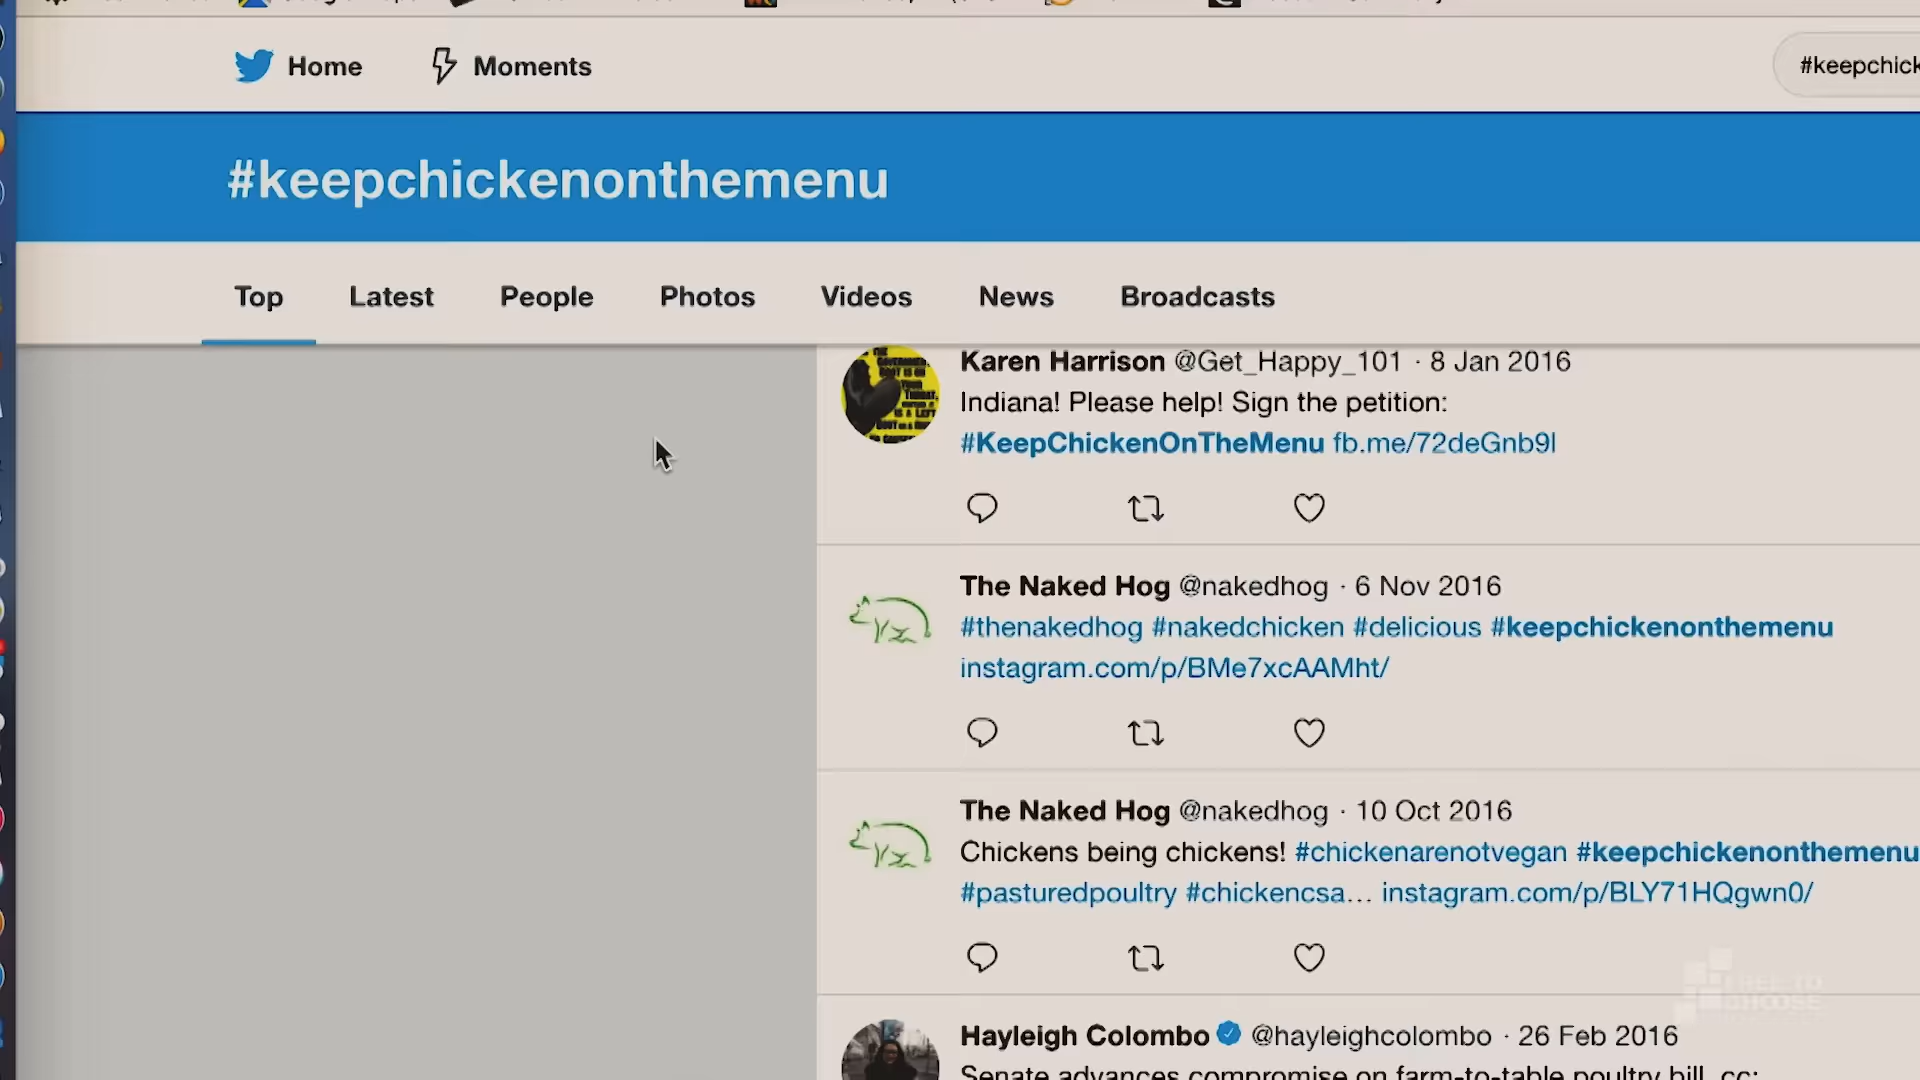 Home
Moments
#keepchick
#keepchickenonthemenu
Top
Latest
People
Photos
Videos
News
Broadcasts
Karen Harrison @Get_Happy_101 · 8 Jan 2016
Indiana! Please help! Sign the petition:
#KeepChickenOnTheMenu fb.me/72deGnb9l
The Naked Hog @nakedhog · 6 Nov 2016
#thenakedhog #nakedchicken #delicious #keepchickenonthemenu
instagram.com/p/BMe7xcAAMht/
The Naked Hog @nakedhog · 10 Oct 2016
Chickens being chickens! #chickenarenotvegan #keepchickenonthemenu
#pasturedpoultry #chickencsa… instagram.com/p/BLY71HQgwn0/
Hayleigh Colombo @hayleighcolombo · 26 Feb 2016
Senate advances compromise on farm-to-table poultry bill. cc:
FREE TO
CHOOSE